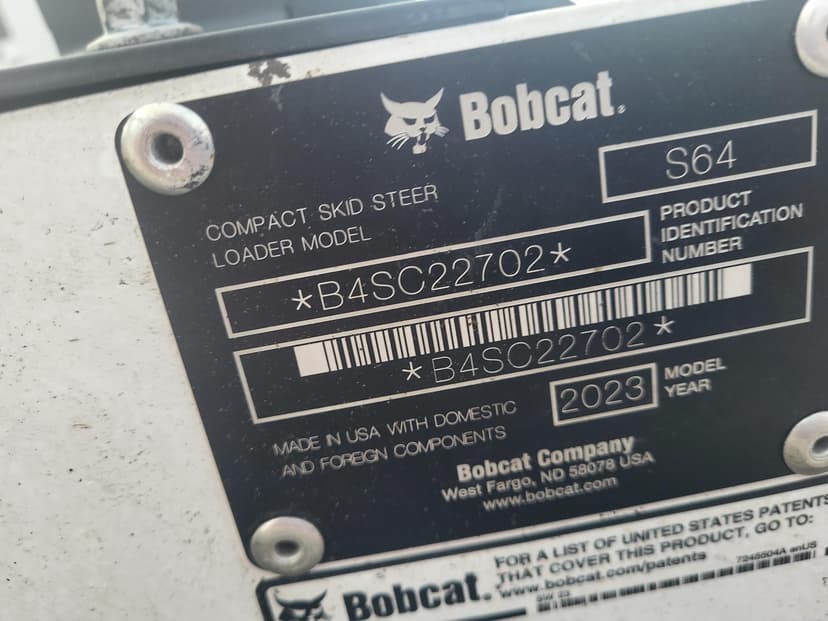 Bobcat.
COMPACT SKID STEER
LOADER MODEL
S64
*B4SC22702*
PRODUCT
IDENTIFICATION
NUMBER
*B4SC22702*
MADE IN USA WITH DOMESTIC
AND FOREIGN COMPONENTS
2023
MODEL
YEAR
Bobcat Company
West Fargo, ND 58078 USA
www.bobcat.com
Bobcat.
FOR A LIST OF UNITED STATES PATENTS
THAT COVER THIS PRODUCT, GO TO:
www.bobcat.com/patents
7245504A enUS